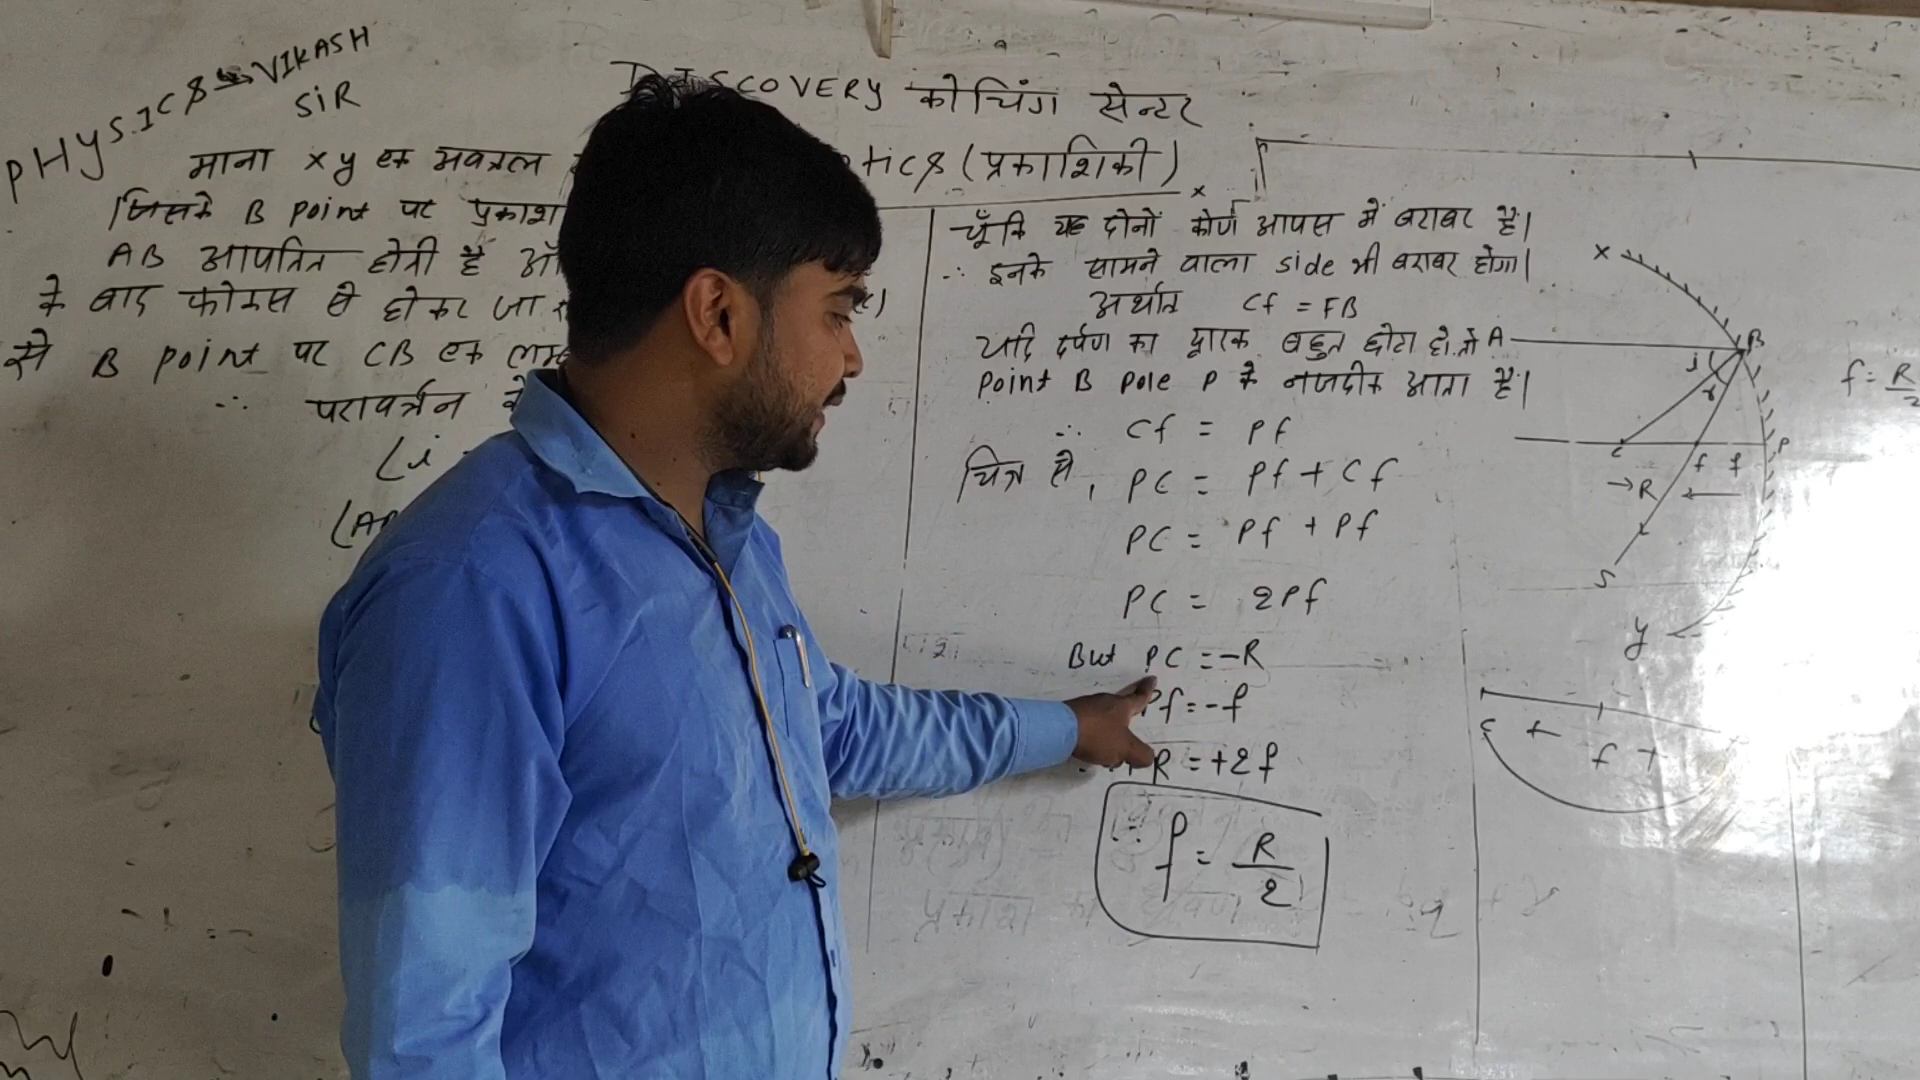 PHYSICS → VIKASH
SIR
DISCOVERY कोचिंग सेन्टर
tics (प्रकाशिकी)
माना xy एक अवतल
जिसके B point पर प्रकाश
AB आपतित होती है
के बाद फोकस से होकर जा
से B point पर CB एक लम्ब
∴ परावर्तन के
∠i
चूँकि यह दोनों कोण आपस में बराबर है।
∴ इनके सामने वाला side भी बराबर होगा।
अर्थात Cf = FB
यदि दर्पण का द्वारक बहुत छोटा हो तो
Point B Pole P के नजदीक आता है।
∴ Cf = Pf
चित्र से, PC = Pf + Cf
PC = Pf + Pf
PC = 2Pf
But PC = -R
Pf = -f
R = +2f
∴ f = R/2
x
A
B
i
r
C
f
f
P
→R
S
y
f = R/2
C
f